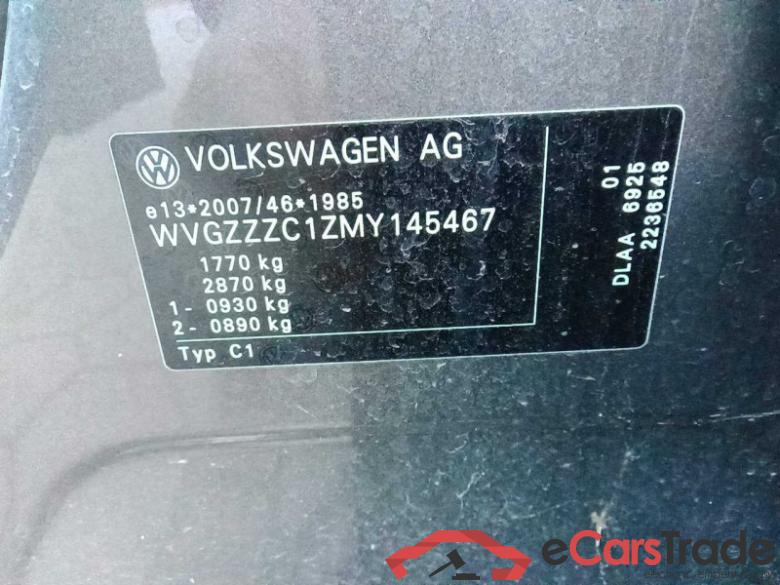 VOLKSWAGEN AG
e13*2007/46*1985
WVGZZZC1ZMY145467
1770 kg
2870 kg
1- 0930 kg
2- 0890 kg
Typ C1
01
DLAA 6925
2236548
eCarsTrade